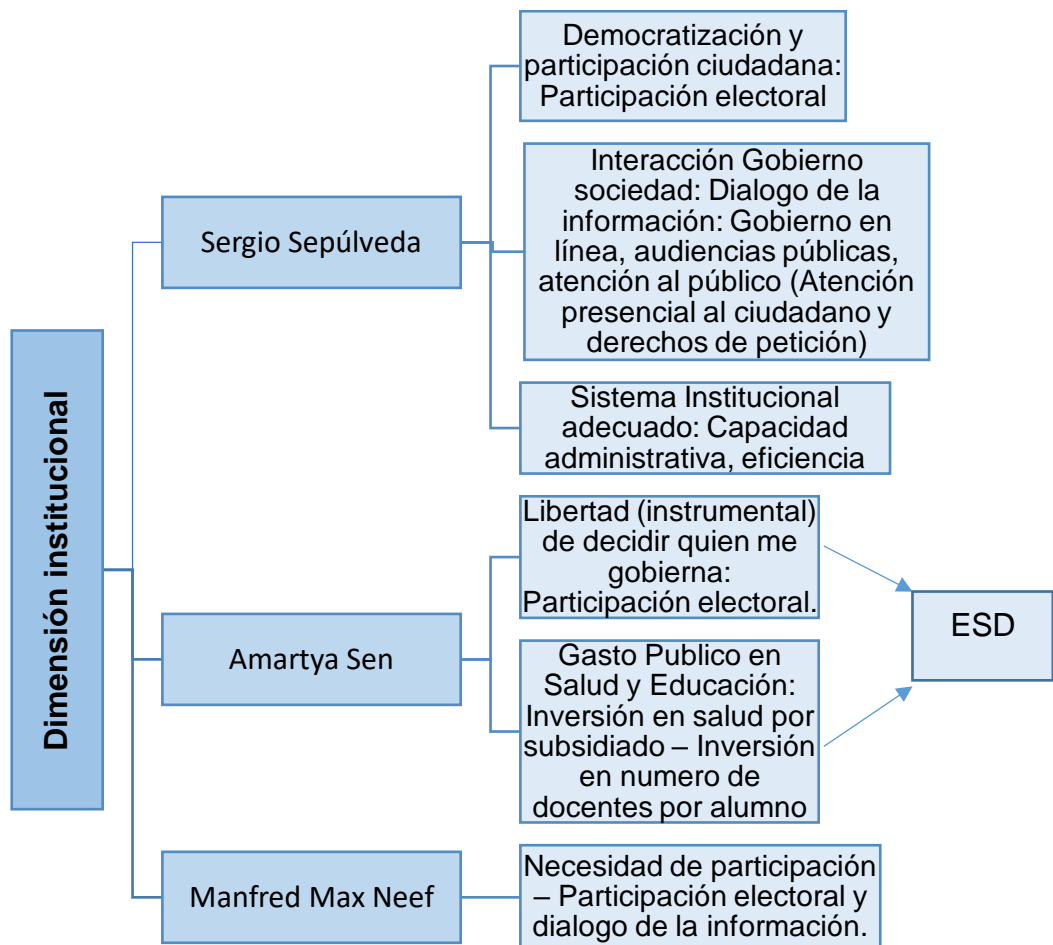 Dimensión institucional
Sergio Sepúlveda
Democratización y
participación ciudadana:
Participación electoral
Interacción Gobierno
sociedad: Dialogo de la
información: Gobierno en
línea, audiencias públicas,
atención al público (Atención
presencial al ciudadano y
derechos de petición)
Sistema Institucional
adecuado: Capacidad
administrativa, eficiencia
Amartya Sen
Libertad (instrumental)
de decidir quien me
gobierna:
Participación electoral.
Gasto Publico en
Salud y Educación:
Inversión en salud por
subsidiado – Inversión
en numero de
docentes por alumno
ESD
Manfred Max Neef
Necesidad de participación
– Participación electoral y
dialogo de la información.